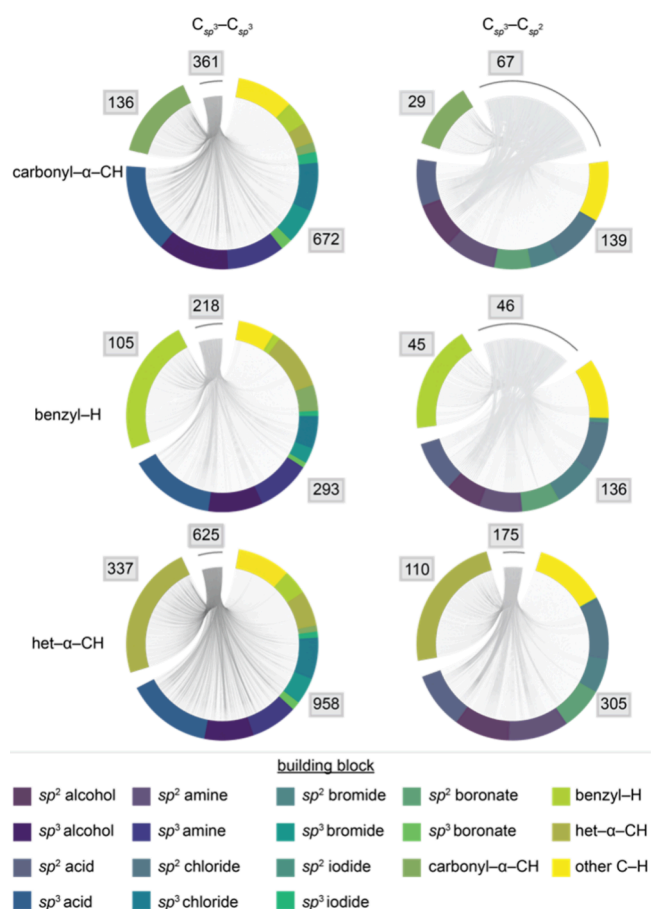 Csp³–Csp³ Csp³–Csp²
361 67
136 29
carbonyl–α–CH
672 139
218 46
105 45
benzyl–H
293 136
625 175
337 110
het–α–CH
958 305
building block
sp² alcohol sp² amine sp² bromide sp² boronate benzyl–H
sp³ alcohol sp³ amine sp³ bromide sp³ boronate het–α–CH
sp² acid sp² chloride sp² iodide carbonyl–α–CH other C–H
sp³ acid sp³ chloride sp³ iodide